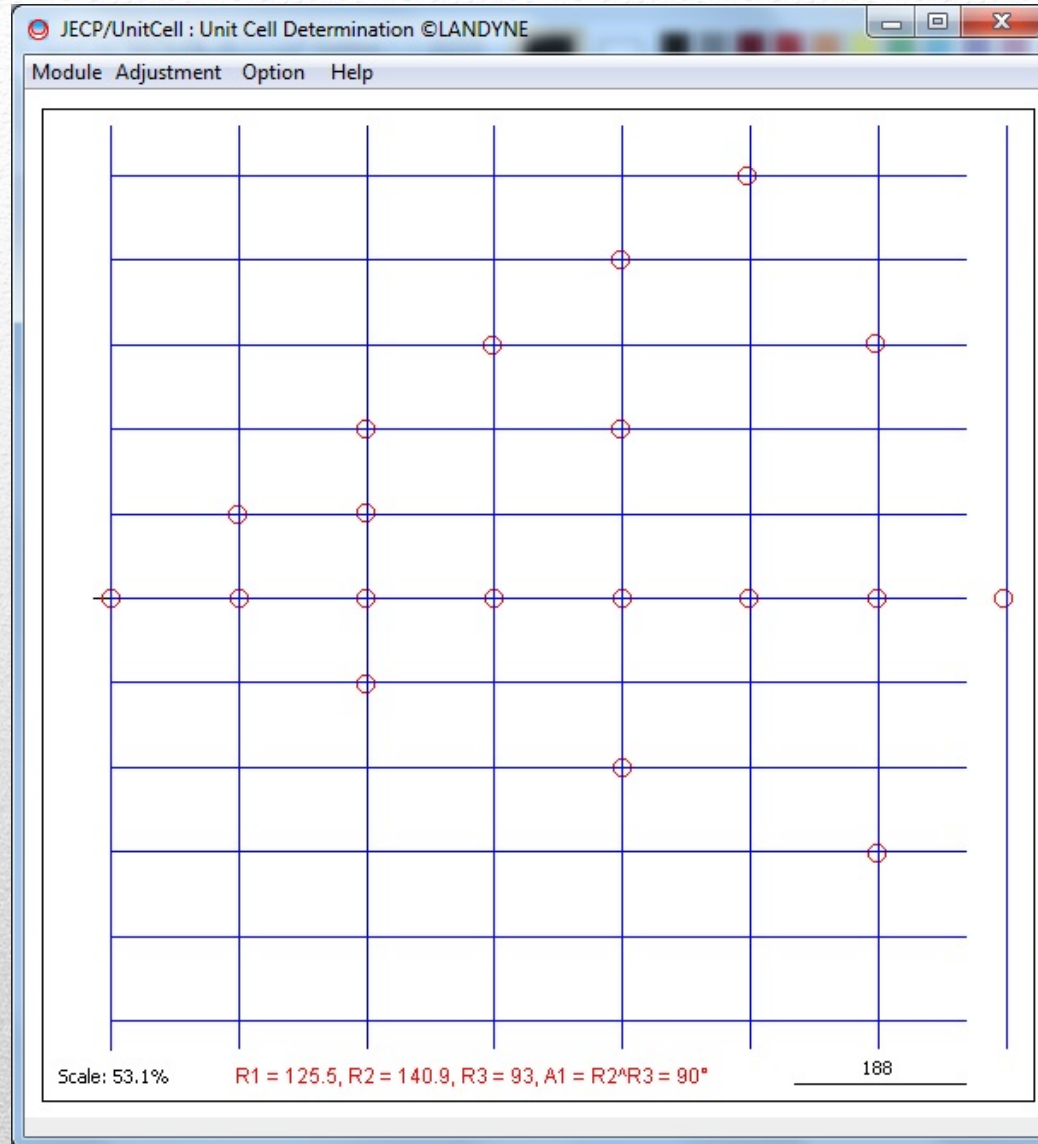 JECP/UnitCell : Unit Cell Determination ©LANDYNE
Module Adjustment Option Help
Scale: 53.1% R1 = 125.5, R2 = 140.9, R3 = 93, A1 = R2^R3 = 90° 188